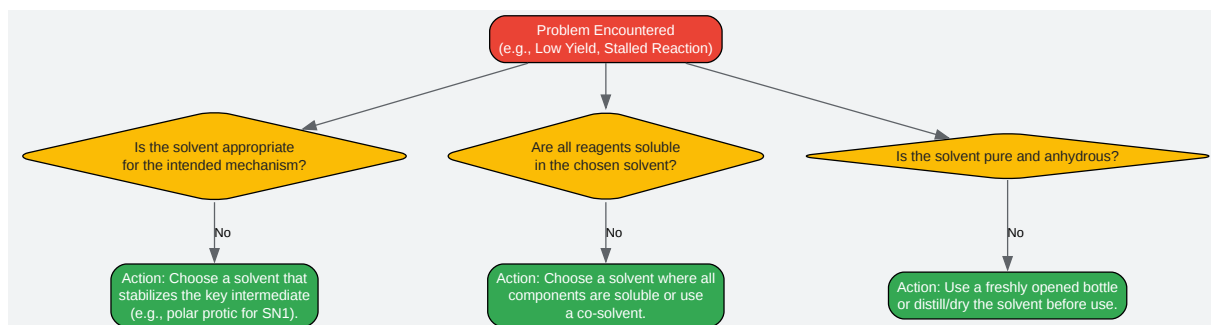 Problem Encountered
(e.g., Low Yield, Stalled Reaction)
Is the solvent appropriate
for the intended mechanism?
Are all reagents soluble
in the chosen solvent?
Is the solvent pure and anhydrous?
No
No
No
Action: Choose a solvent that
stabilizes the key intermediate
(e.g., polar protic for SN1).
Action: Choose a solvent where all
components are soluble or use
a co-solvent.
Action: Use a freshly opened bottle
or distill/dry the solvent before use.